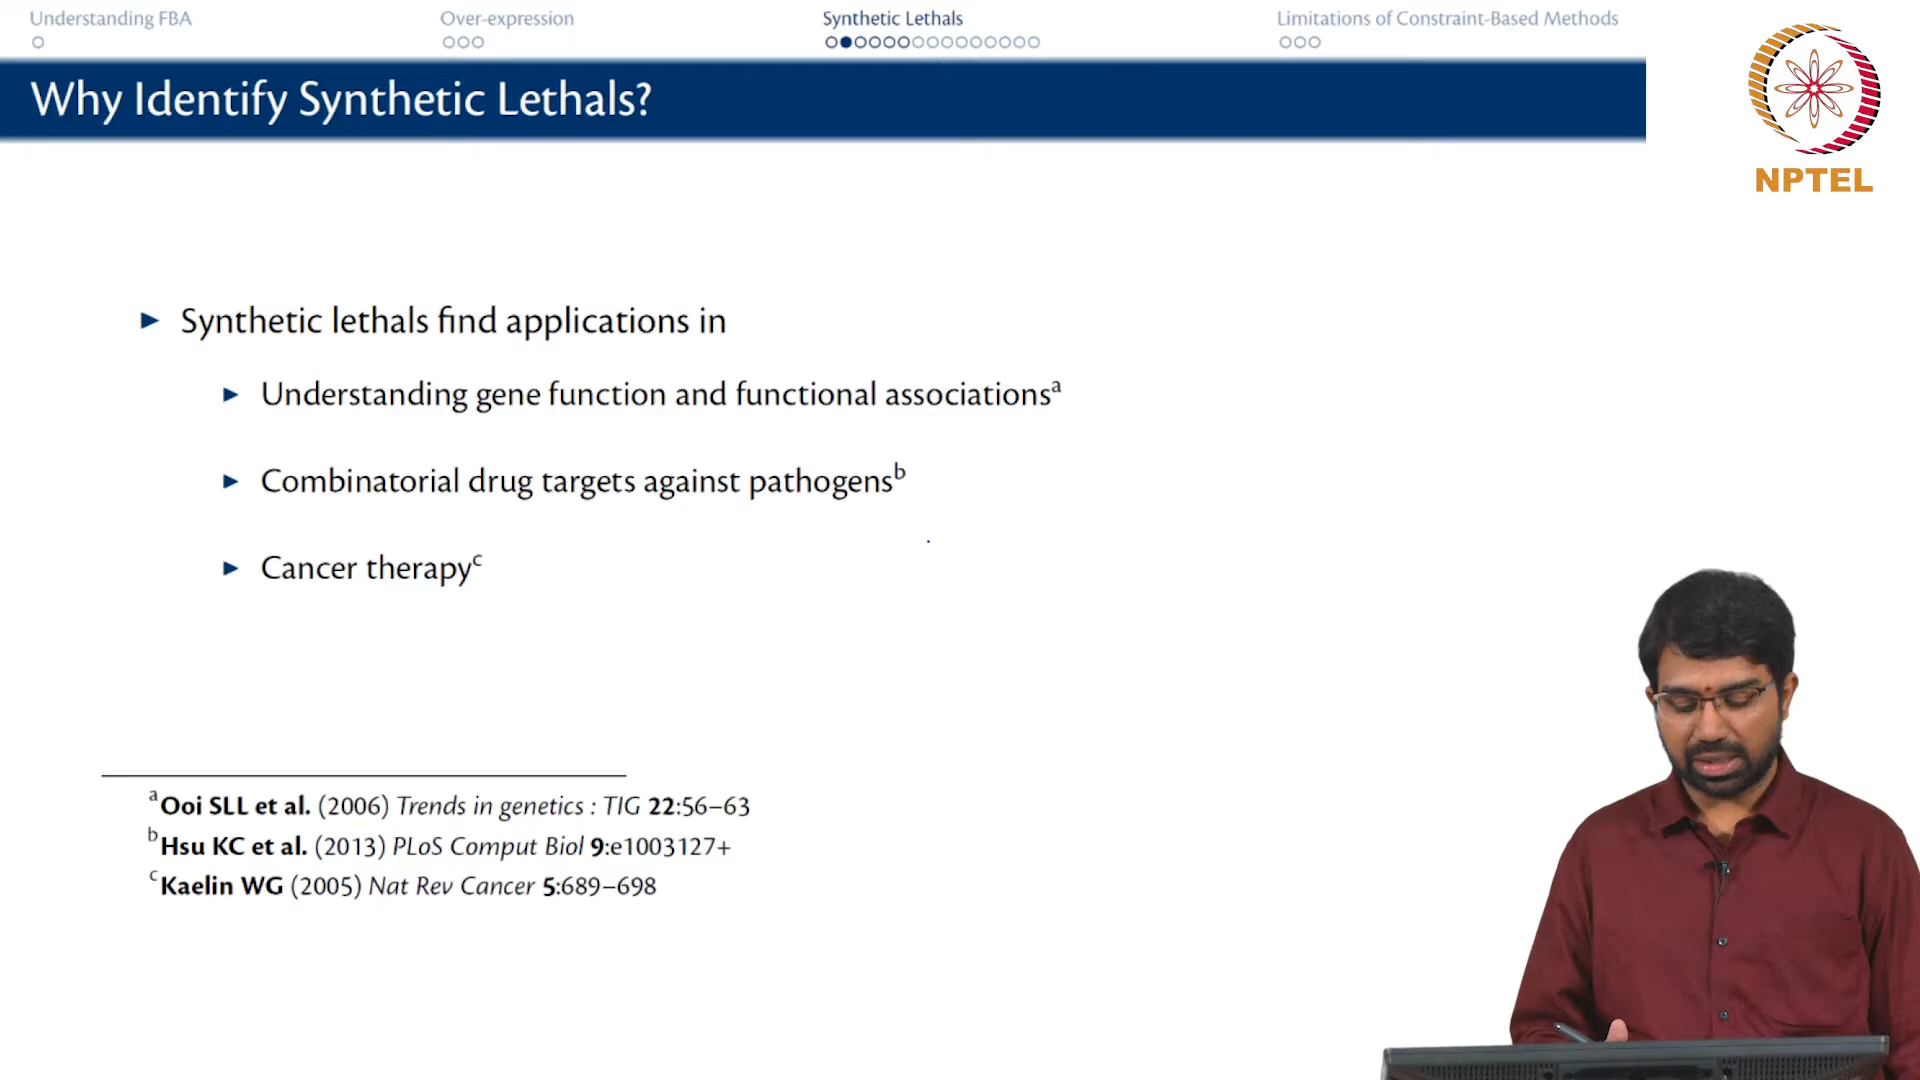 Understanding FBA
Over-expression
Synthetic Lethals
Limitations of Constraint-Based Methods
Why Identify Synthetic Lethals?
NPTEL
Synthetic lethals find applications in
Understanding gene function and functional associationsᵃ
Combinatorial drug targets against pathogensᵇ
Cancer therapyᶜ
ᵃOoi SLL et al. (2006) Trends in genetics : TIG 22:56–63
ᵇHsu KC et al. (2013) PLoS Comput Biol 9:e1003127+
ᶜKaelin WG (2005) Nat Rev Cancer 5:689–698